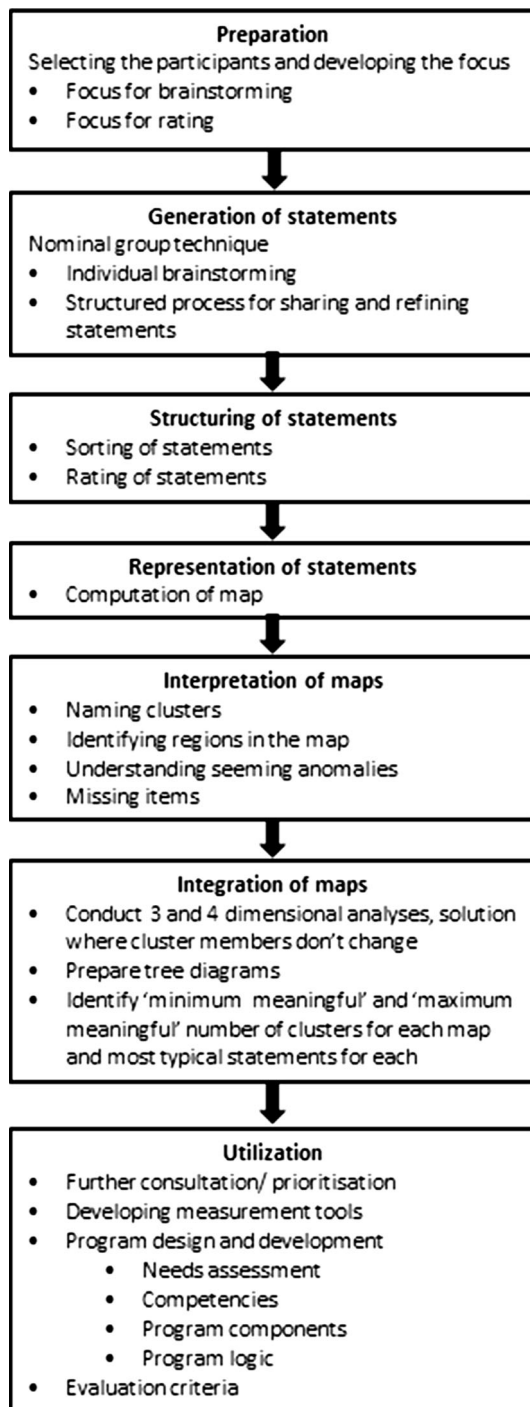 Preparation
Selecting the participants and developing the focus
• Focus for brainstorming
• Focus for rating
Generation of statements
Nominal group technique
• Individual brainstorming
• Structured process for sharing and refining
statements
Structuring of statements
• Sorting of statements
• Rating of statements
Representation of statements
• Computation of map
Interpretation of maps
• Naming clusters
• Identifying regions in the map
• Understanding seeming anomalies
• Missing items
Integration of maps
• Conduct 3 and 4 dimensional analyses, solution
where cluster members don't change
• Prepare tree diagrams
• Identify 'minimum meaningful' and 'maximum
meaningful' number of clusters for each map
and most typical statements for each
Utilization
• Further consultation/ prioritisation
• Developing measurement tools
• Program design and development
• Needs assessment
• Competencies
• Program components
• Program logic
• Evaluation criteria